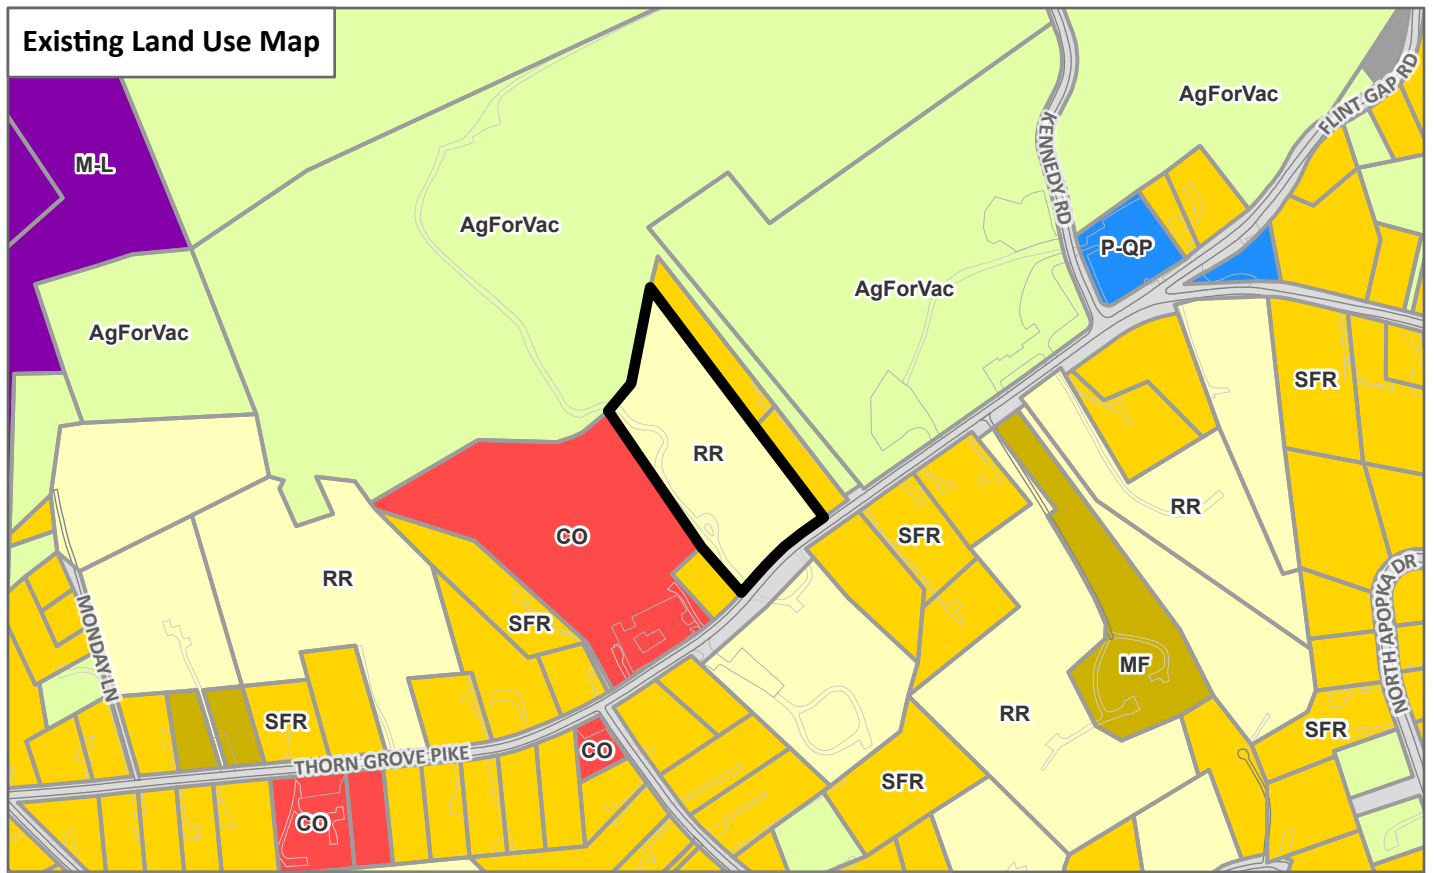 Existing Land Use Map
AgForVac
FLINT GAP RD
M-L
KENNEDY RD
AgForVac
P-QP
AgForVac
AgForVac
SFR
RR
RR
CO
SFR
RR
SFR
MONDAY LN
NORTH APOPKA DR
MF
RR
SFR
SFR
THORN GROVE PIKE
CO
SFR
CO